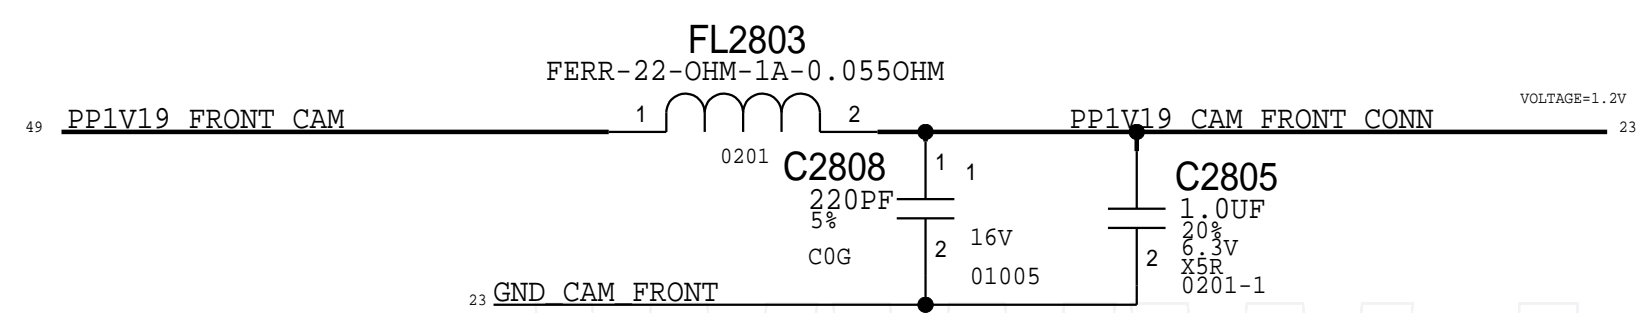 FL2803
FERR-22-OHM-1A-0.055OHM
VOLTAGE=1.2V
49 PP1V19_FRONT_CAM 1 2 PP1V19_CAM_FRONT_CONN 23
0201
C2808 1 1
220PF
5%
C0G 2 16V
01005
C2805
1.0UF
20%
6.3V
2 X5R
0201-1
23 GND_CAM_FRONT